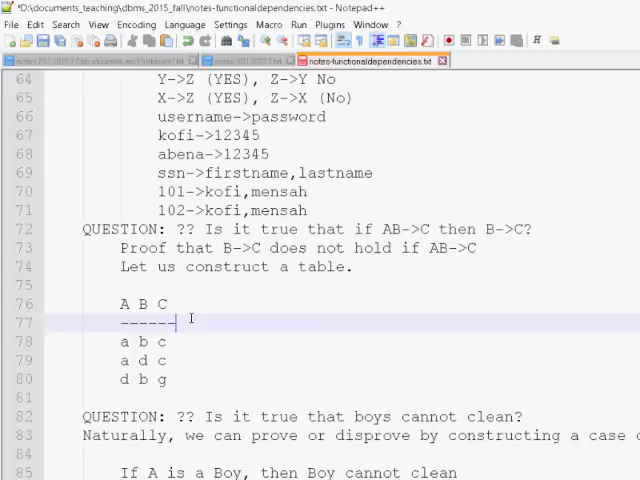 *D:\documents_teaching\dbms_2015_fall\notes-functionaldependencies.txt - Notepad++
File Edit Search View Encoding Language Settings Macro Run Plugins Window ?
notes-functionaldependencies.txt
64 Y->Z (YES), Z->Y No
65 X->Z (YES), Z->X (No)
66 username->password
67 kofi->12345
68 abena->12345
69 ssn->firstname,lastname
70 101->kofi,mensah
71 102->kofi,mensah
72 QUESTION: ?? Is it true that if AB->C then B->C?
73 Proof that B->C does not hold if AB->C
74 Let us construct a table.
75
76 A B C
77 ------
78 a b c
79 a d c
80 d b g
81
82 QUESTION: ?? Is it true that boys cannot clean?
83 Naturally, we can prove or disprove by constructing a case o
84
85 If A is a Boy, then Boy cannot clean